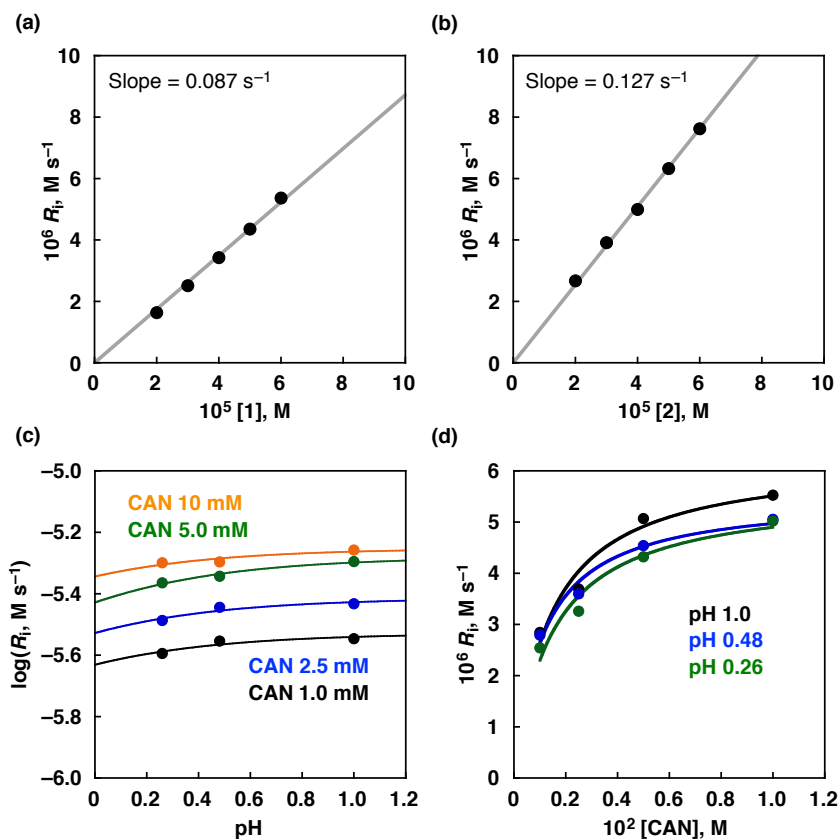 (a)
Slope = 0.087 s⁻¹
10
8
6
4
2
0
10⁶ Rᵢ, M s⁻¹
0 2 4 6 8 10
10⁵ [1], M
(b)
Slope = 0.127 s⁻¹
10
8
6
4
2
0
10⁶ Rᵢ, M s⁻¹
0 2 4 6 8 10
10⁵ [2], M
(c)
–5.0
–5.2
–5.4
–5.6
–5.8
–6.0
log(Rᵢ, M s⁻¹)
CAN 10 mM
CAN 5.0 mM
CAN 2.5 mM
CAN 1.0 mM
0 0.2 0.4 0.6 0.8 1.0 1.2
pH
(d)
6
5
4
3
2
1
0
10⁶ Rᵢ, M s⁻¹
pH 1.0
pH 0.48
pH 0.26
0 0.2 0.4 0.6 0.8 1.0 1.2
10² [CAN], M